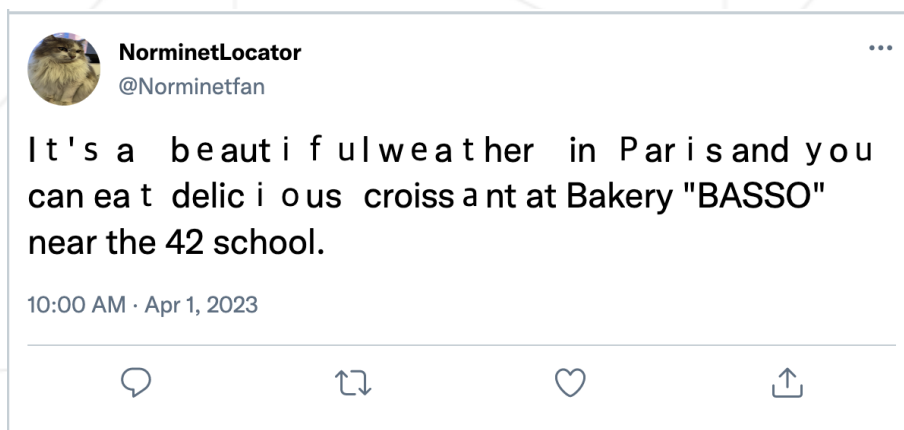 NorminetLocator
@Norminetfan
It's a beautifulweather in Parisand you
can eat delicious croissant at Bakery "BASSO"
near the 42 school.
10:00 AM · Apr 1, 2023